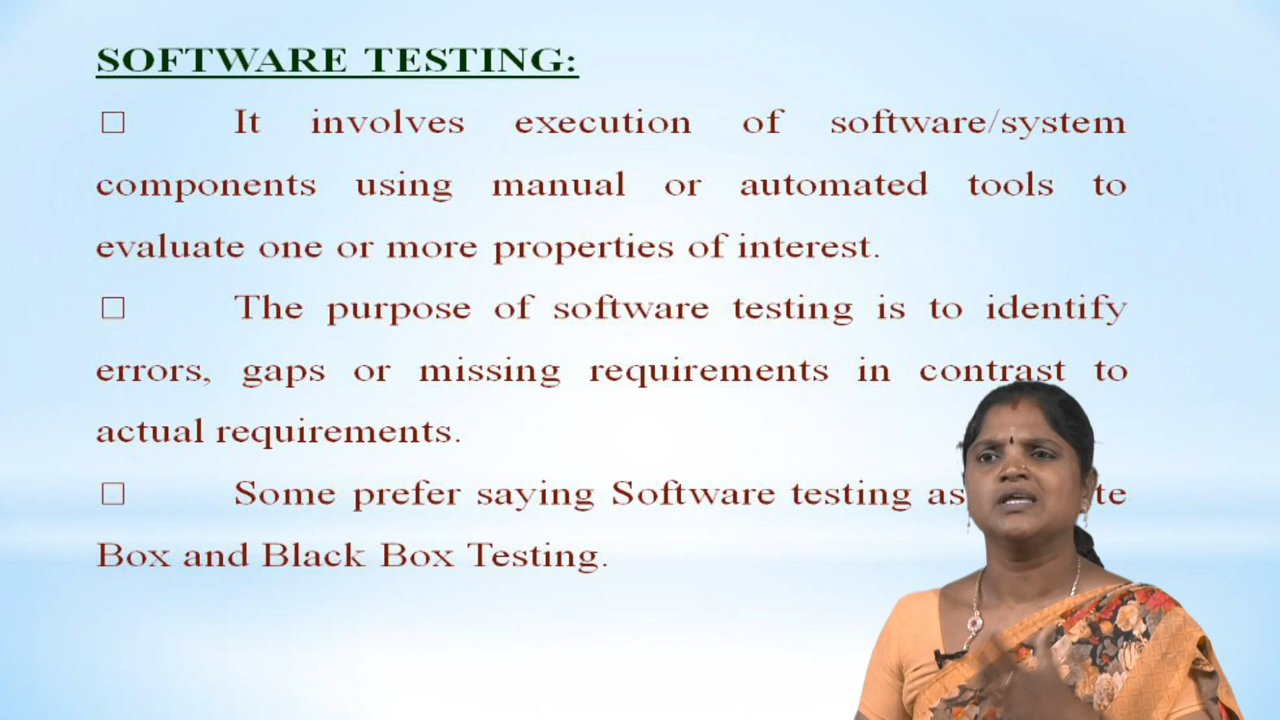 SOFTWARE TESTING:
□ It involves execution of software/system
components using manual or automated tools to
evaluate one or more properties of interest.
□ The purpose of software testing is to identify
errors, gaps or missing requirements in contrast to
actual requirements.
□ Some prefer saying Software testing as
Box and Black Box Testing.